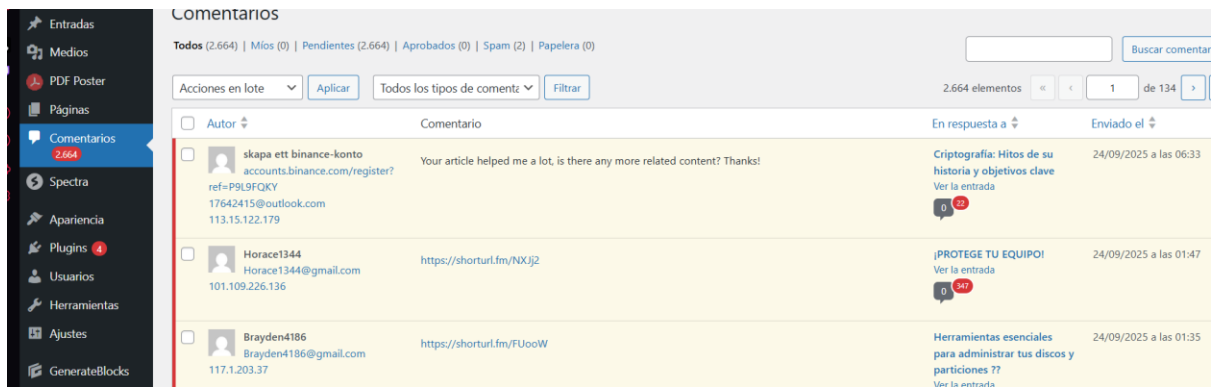 Comentarios
Entradas
Medios
PDF Poster
Páginas
Comentarios
2.664
Spectra
Apariencia
Plugins 4
Usuarios
Herramientas
Ajustes
GenerateBlocks
Todos (2.664) | Míos (0) | Pendientes (2.664) | Aprobados (0) | Spam (2) | Papelera (0)
Buscar comentar
Acciones en lote Aplicar Todos los tipos de comenta Filtrar
2.664 elementos « ‹ 1 de 134 ›
Autor Comentario En respuesta a Enviado el
skapa ett binance-konto
accounts.binance.com/register?
ref=P9L9FQKY
17642415@outlook.com
113.15.122.179
Your article helped me a lot, is there any more related content? Thanks!
Criptografía: Hitos de su
historia y objetivos clave
Ver la entrada
0 22
24/09/2025 a las 06:33
Horace1344
Horace1344@gmail.com
101.109.226.136
https://shorturl.fm/NXJj2
¡PROTEGE TU EQUIPO!
Ver la entrada
0 347
24/09/2025 a las 01:47
Brayden4186
Brayden4186@gmail.com
117.1.203.37
https://shorturl.fm/FUooW
Herramientas esenciales
para administrar tus discos y
particiones ??
Ver la entrada
24/09/2025 a las 01:35